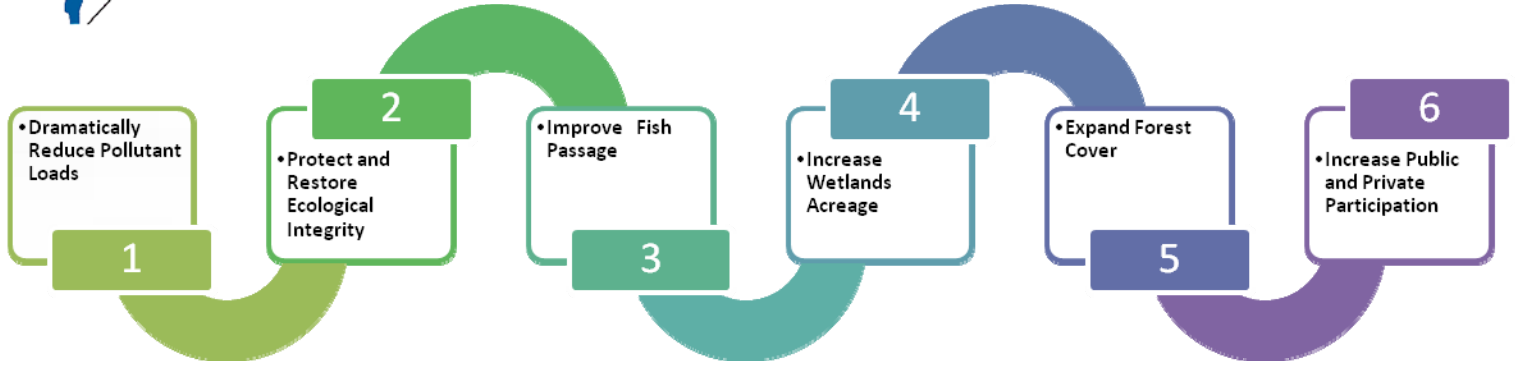 •Dramatically
Reduce Pollutant
Loads
1
2
•Protect and
Restore
Ecological
Integrity
•Improve Fish
Passage
3
4
•Increase
Wetlands
Acreage
•Expand Forest
Cover
5
6
•Increase Public
and Private
Participation